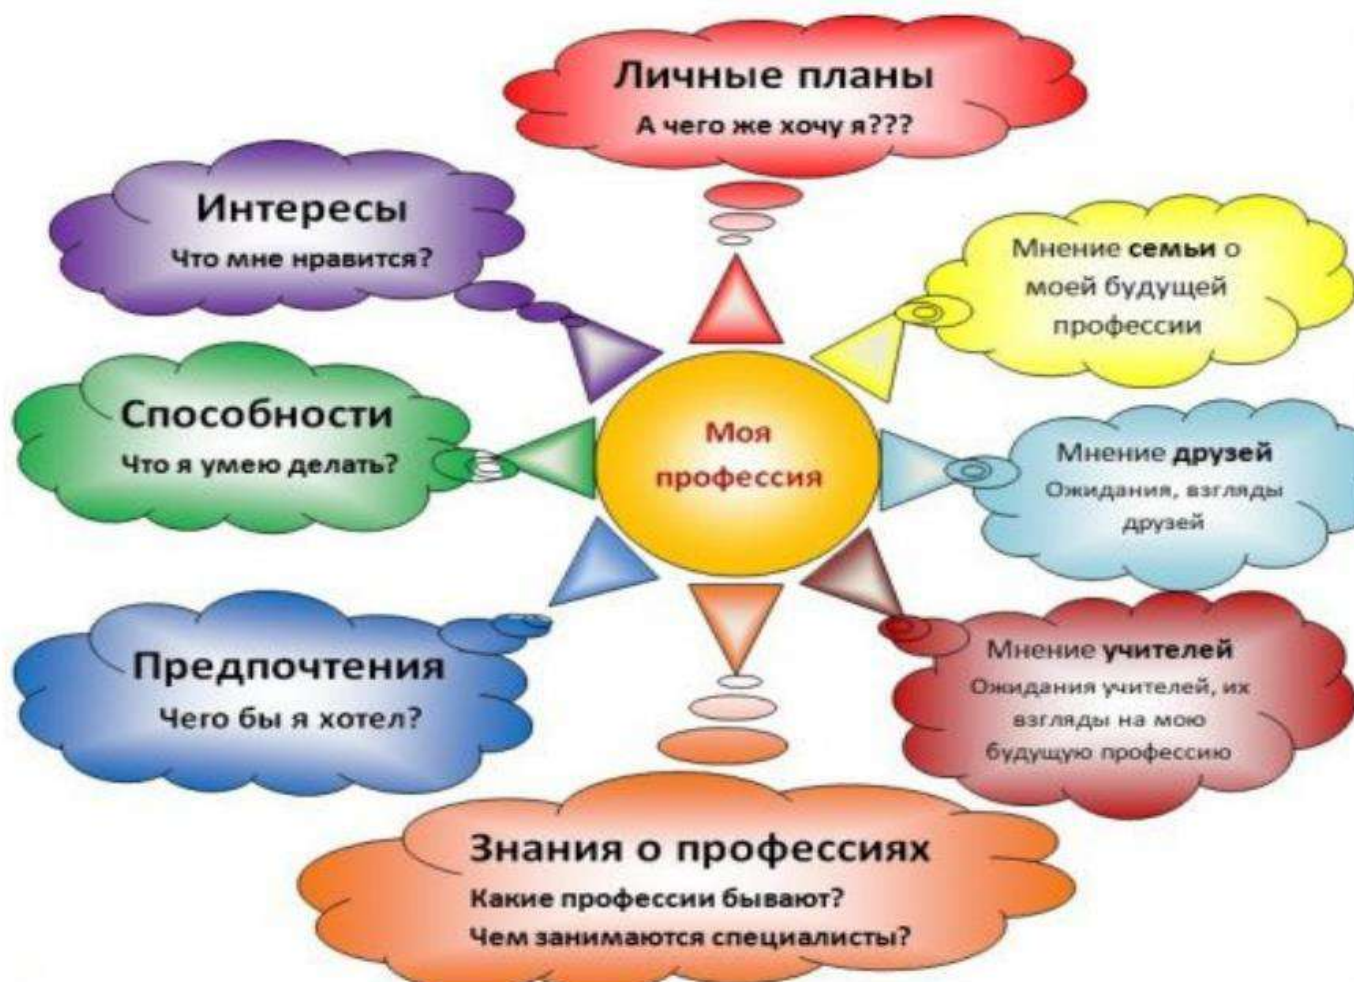 Личные планы
А чего же хочу я???
Интересы
Что мне нравится?
Мнение семьи о
моей будущей
профессии
Способности
Что я умею делать?
Моя
профессия
Мнение друзей
Ожидания, взгляды
друзей
Предпочтения
Чего бы я хотел?
Мнение учителей
Ожидания учителей, их
взгляды на мою
будущую профессию
Знания о профессиях
Какие профессии бывают?
Чем занимаются специалисты?